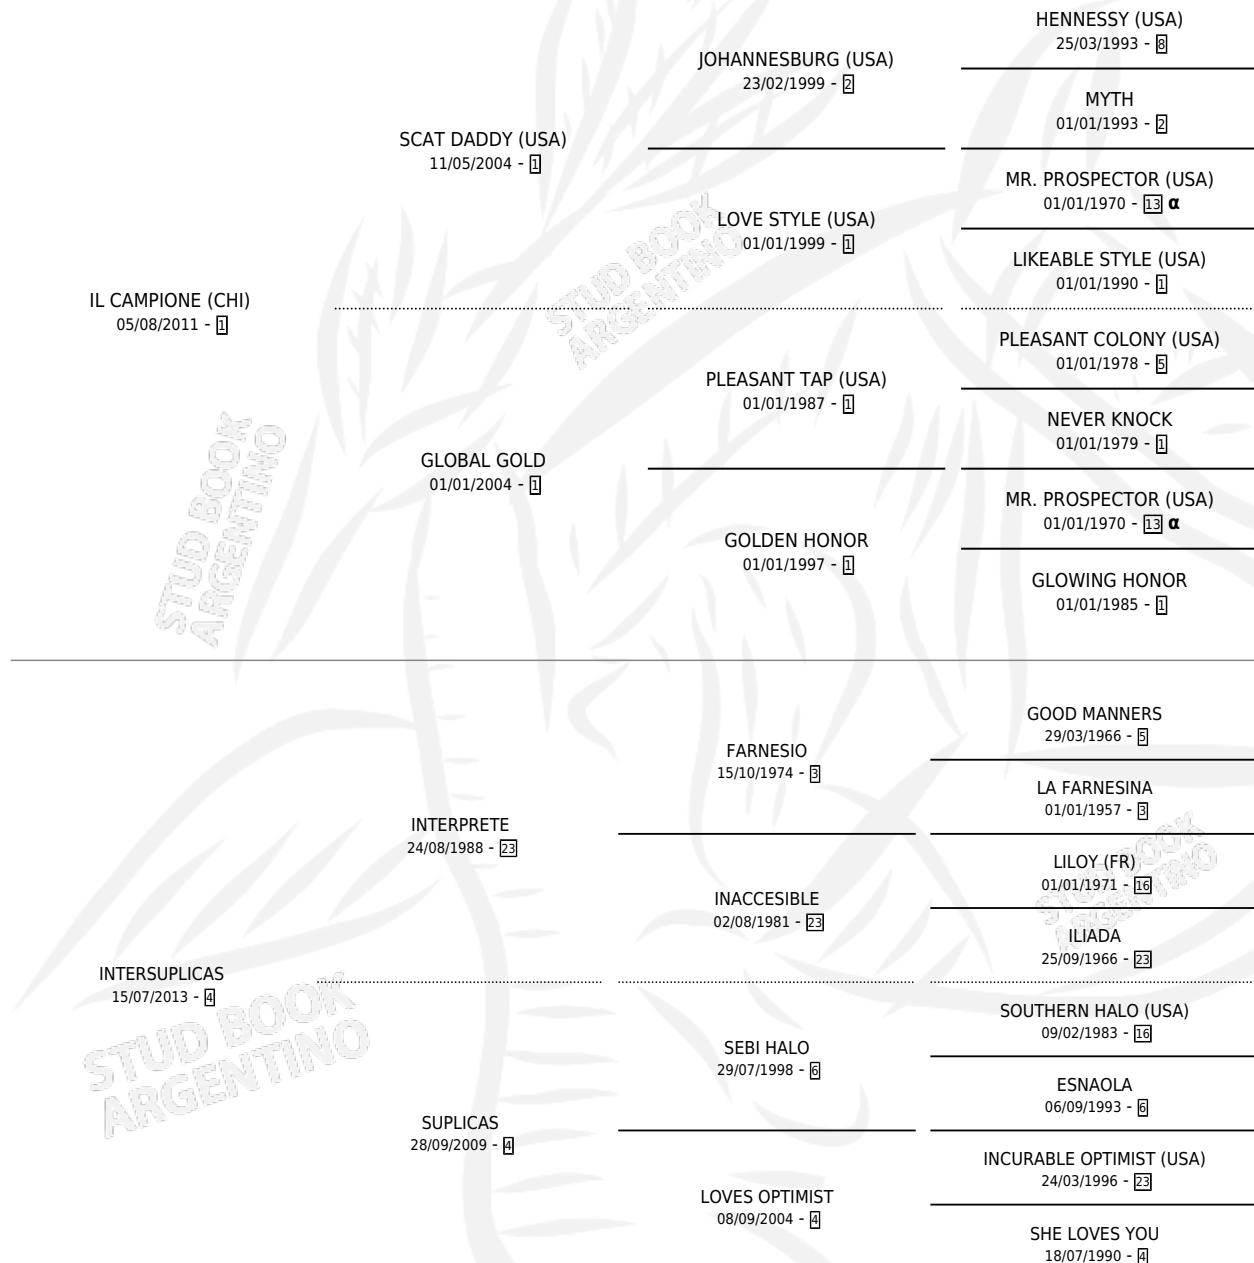 HENNESSY (USA)
25/03/1993 - 8
JOHANNESBURG (USA)
23/02/1999 - 2
MYTH
01/01/1993 - 2
SCAT DADDY (USA)
11/05/2004 - 1
MR. PROSPECTOR (USA)
01/01/1970 - 13 α
LOVE STYLE (USA)
01/01/1999 - 1
LIKEABLE STYLE (USA)
01/01/1990 - 1
IL CAMPIONE (CHI)
05/08/2011 - 1
PLEASANT COLONY (USA)
01/01/1978 - 5
PLEASANT TAP (USA)
01/01/1987 - 1
NEVER KNOCK
01/01/1979 - 1
GLOBAL GOLD
01/01/2004 - 1
MR. PROSPECTOR (USA)
01/01/1970 - 13 α
GOLDEN HONOR
01/01/1997 - 1
GLOWING HONOR
01/01/1985 - 1
GOOD MANNERS
29/03/1966 - 5
FARNESIO
15/10/1974 - 3
LA FARNESINA
01/01/1957 - 3
INTERPRETE
24/08/1988 - 23
LILOY (FR)
01/01/1971 - 16
INACCESIBLE
02/08/1981 - 23
ILIADA
25/09/1966 - 23
INTERSUPLICAS
15/07/2013 - 4
SOUTHERN HALO (USA)
09/02/1983 - 16
SEBI HALO
29/07/1998 - 6
ESNAOLA
06/09/1993 - 6
SUPLICAS
28/09/2009 - 4
INCURABLE OPTIMIST (USA)
24/03/1996 - 23
LOVES OPTIMIST
08/09/2004 - 4
SHE LOVES YOU
18/07/1990 - 4
STUD BOOK
ARGENTINO
STUD BOOK
ARGENTINO
STUD BOOK
ARGENTINO
STUD BOOK
ARGENTINO